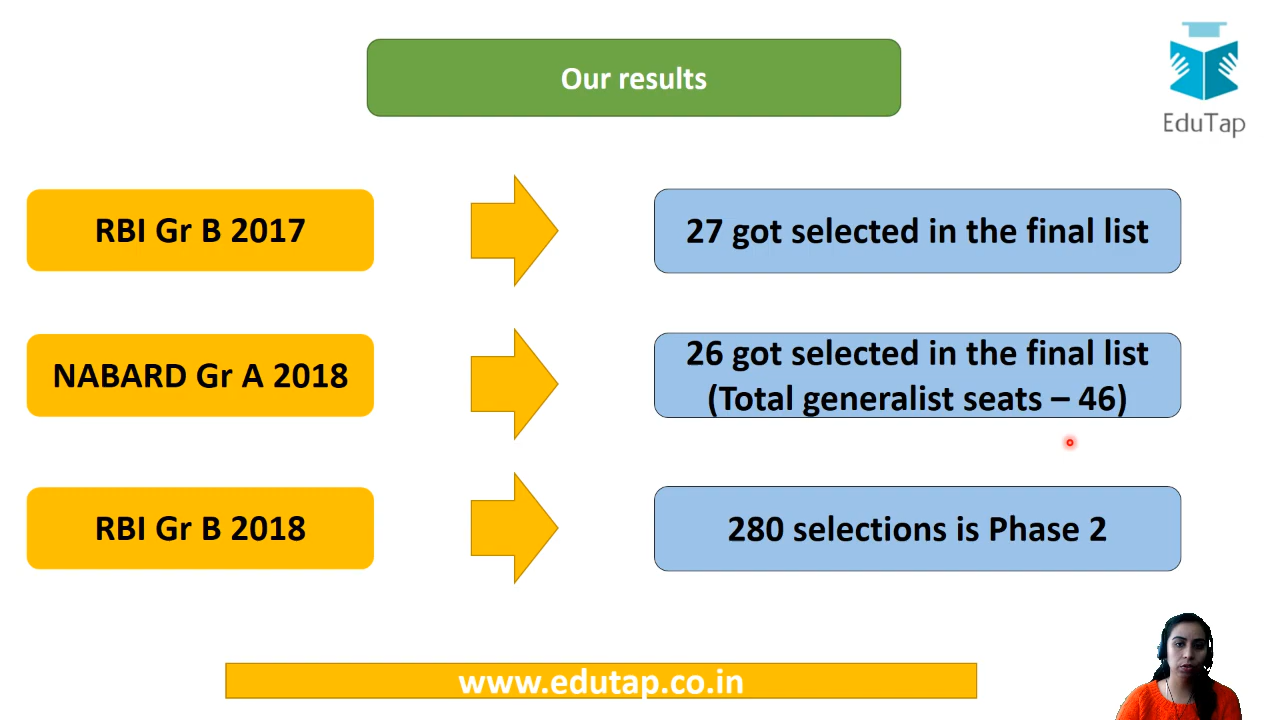 Our results
EduTap
RBI Gr B 2017
27 got selected in the final list
NABARD Gr A 2018
26 got selected in the final list
(Total generalist seats – 46)
RBI Gr B 2018
280 selections is Phase 2
www.edutap.co.in